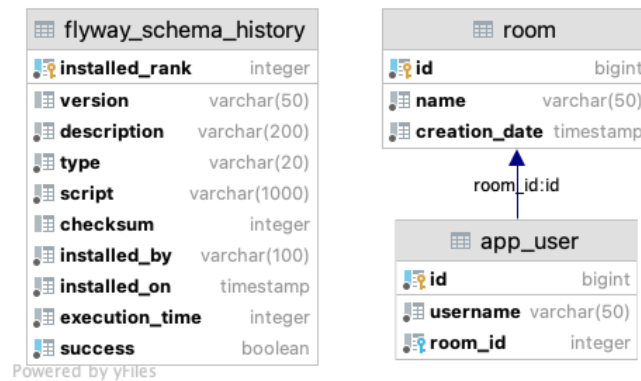 flyway_schema_history
installed_rank integer
version varchar(50)
description varchar(200)
type varchar(20)
script varchar(1000)
checksum integer
installed_by varchar(100)
installed_on timestamp
execution_time integer
success boolean
Powered by yFiles
room
id bigint
name varchar(50)
creation_date timestamp
room_id:id
app_user
id bigint
username varchar(50)
room_id integer